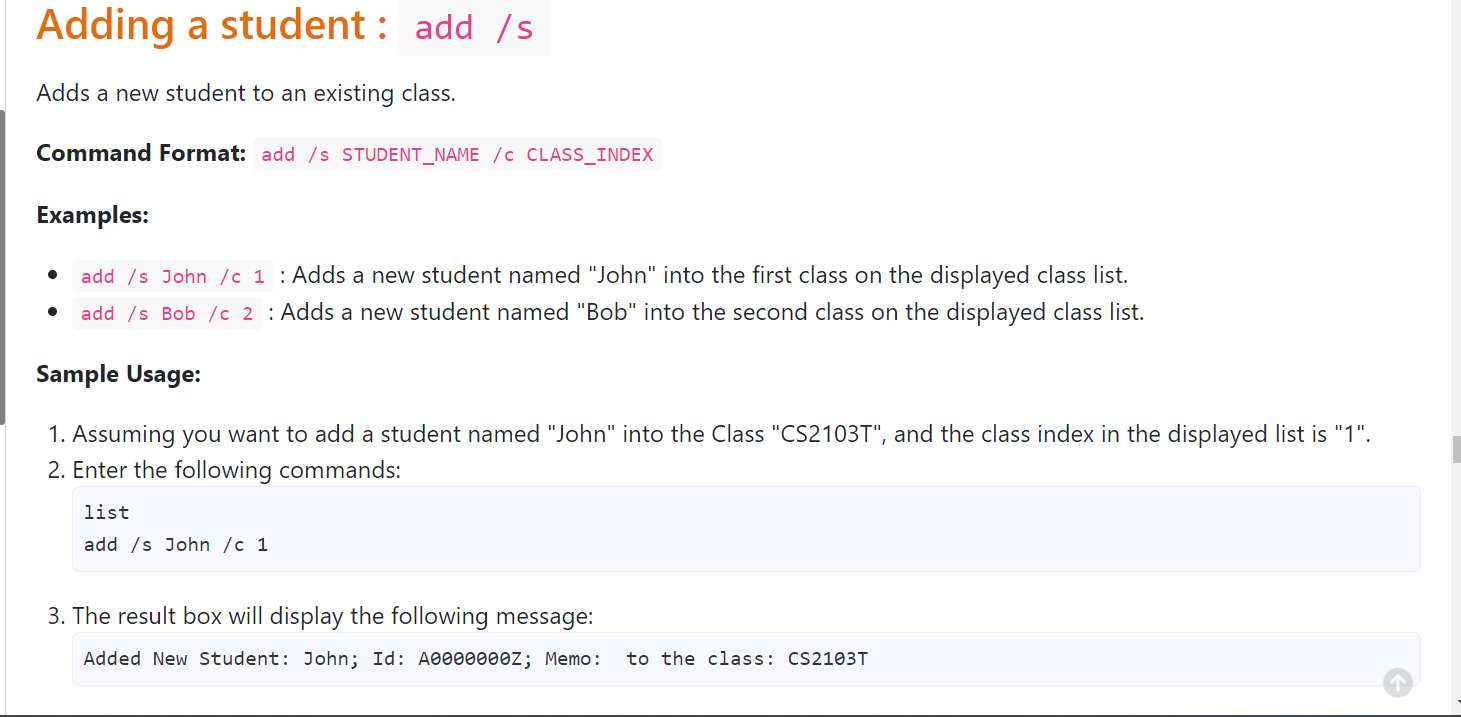 Adding a student : add /s
Adds a new student to an existing class.
Command Format: add /s STUDENT_NAME /c CLASS_INDEX
Examples:
add /s John /c 1 : Adds a new student named "John" into the first class on the displayed class list.
add /s Bob /c 2 : Adds a new student named "Bob" into the second class on the displayed class list.
Sample Usage:
1. Assuming you want to add a student named "John" into the Class "CS2103T", and the class index in the displayed list is "1".
2. Enter the following commands:
list
add /s John /c 1
3. The result box will display the following message:
Added New Student: John; Id: A0000000Z; Memo:  to the class: CS2103T